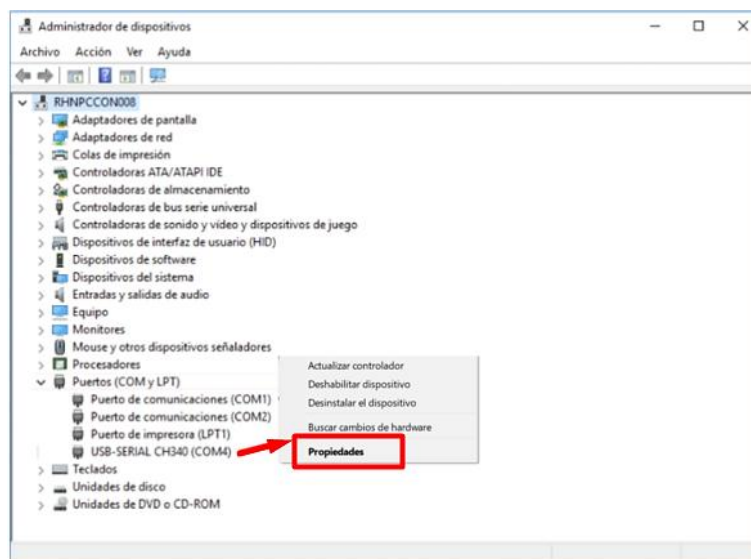 Administrador de dispositivos
Archivo Acción Ver Ayuda
RHNPCCON008
Adaptadores de pantalla
Adaptadores de red
Colas de impresión
Controladoras ATA/ATAPI IDE
Controladoras de almacenamiento
Controladoras de bus serie universal
Controladoras de sonido y vídeo y dispositivos de juego
Dispositivos de interfaz de usuario (HID)
Dispositivos de software
Dispositivos del sistema
Entradas y salidas de audio
Equipo
Monitores
Mouse y otros dispositivos señaladores
Procesadores
Puertos (COM y LPT)
Puerto de comunicaciones (COM1)
Puerto de comunicaciones (COM2)
Puerto de impresora (LPT1)
USB-SERIAL CH340 (COM4)
Teclados
Unidades de disco
Unidades de DVD o CD-ROM
Actualizar controlador
Deshabilitar dispositivo
Desinstalar el dispositivo
Buscar cambios de hardware
Propiedades